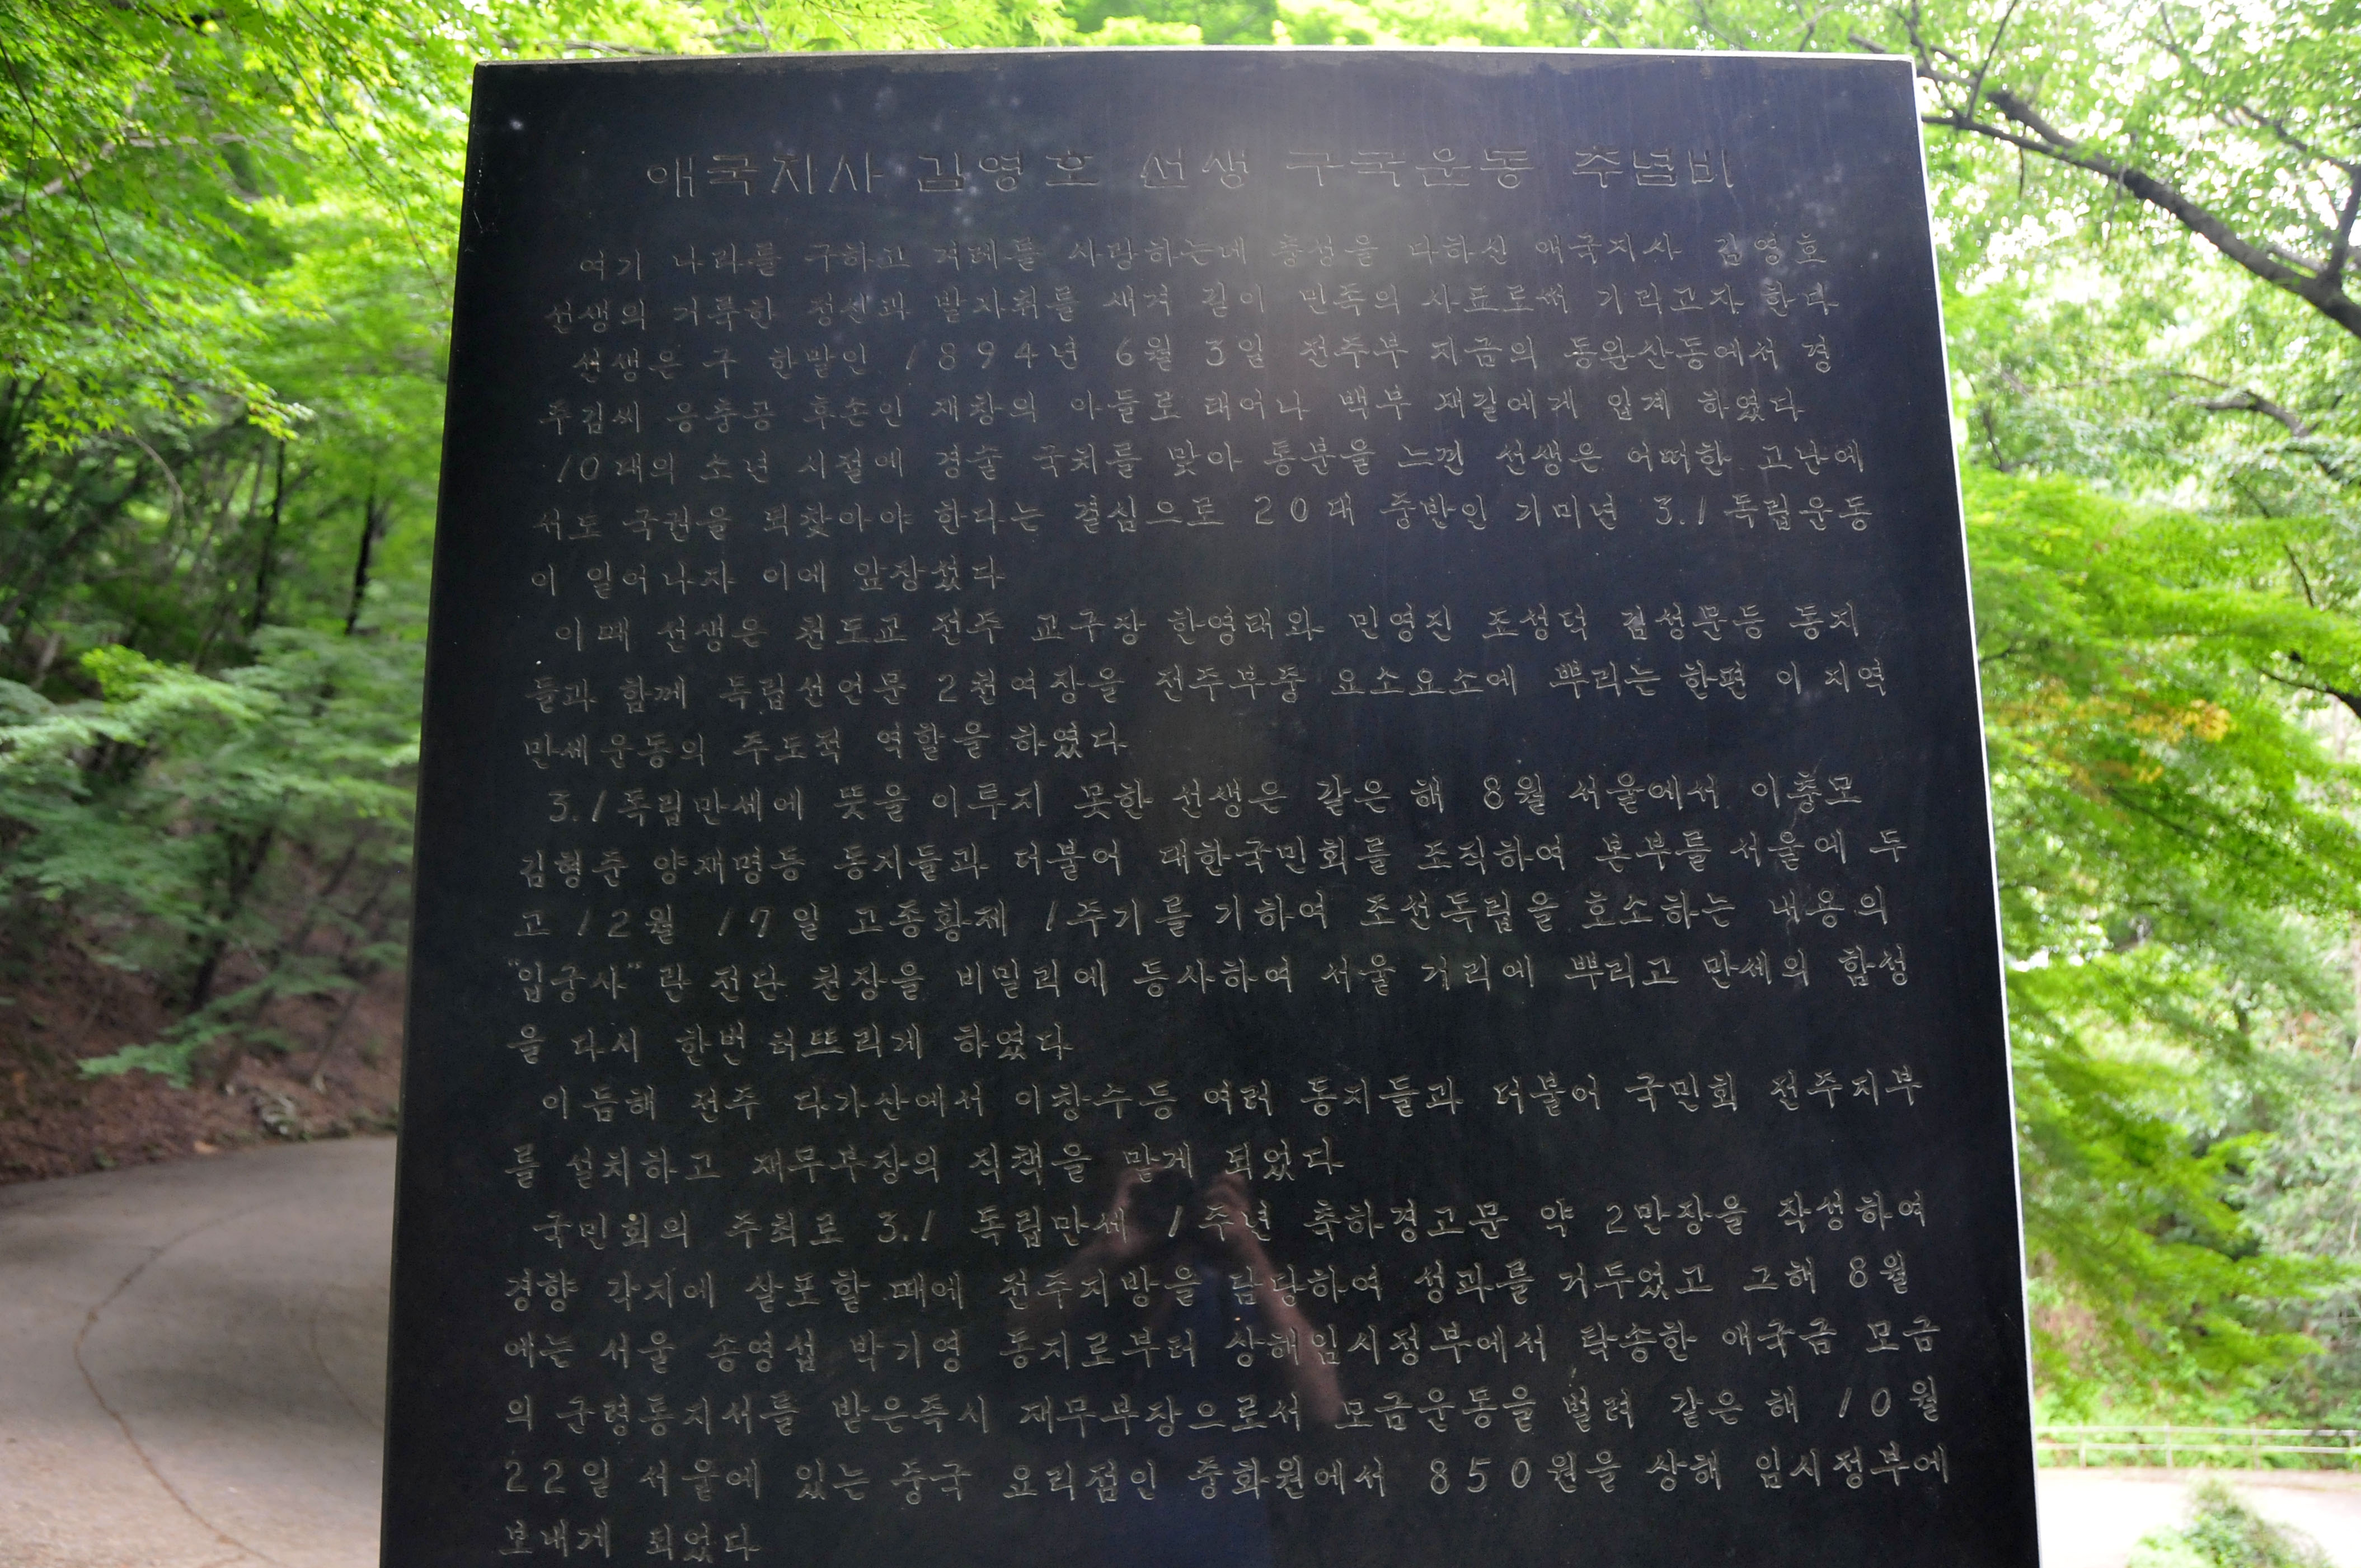 애국지사 김영호 선생 구국운동 추념비
여기 나라를 구하고 겨레를 사랑하는데 충성을 다하신 애국지사 김영호
선생의 거룩한 정신과 발자취를 새겨 길이 민족의 사표로써 기리고자 한다
선생은 구 한말인 1894년 6월 3일 전주부 지금의 동완산동에서 경
주김씨 응충공 후손인 재창의 아들로 태어나 백부 재길에게 입계 하였다
10대의 소년 시절에 경술 국치를 맞아 통분을 느낀 선생은 어떠한 고난에
서도 국권을 되찾아야 한다는 결심으로 20대 중반인 기미년 3.1독립운동
이 일어나자 이에 앞장섰다
이때 선생은 천도교 전주 교구장 한영태와 민영진 조성덕 김성문등 동지
들과 함께 독립선언문 2천여장을 전주부중 요소요소에 뿌리는 한편 이 지역
만세운동의 주도적 역할을 하였다
3.1독립만세에 뜻을 이루지 못한 선생은 같은 해 8월 서울에서 이충모
김형춘 양재명등 동지들과 더불어 대한국민회를 조직하여 본부를 서울에 두
고 12월 17일 고종황제 1주기를 기하여 조선독립을 호소하는 내용의
"입궁사" 란 전단 천장을 비밀리에 등사하여 서울 거리에 뿌리고 만세의 함성
을 다시 한번 터뜨리게 하였다
이듬해 전주 다가산에서 이창수등 여러 동지들과 더불어 국민회 전주지부
를 설치하고 재무부장의 직책을 맡게 되었다
국민회의 주최로 3.1 독립만세 1주년 축하경고문 약 2만장을 작성하여
경향 각지에 살포할 때에 전주지방을 담당하여 성과를 거두었고 그해 8월
에는 서울 송영섭 박기영 동지로부터 상해임시정부에서 탁송한 애국금 모금
의 군령통지서를 받은즉시 재무부장으로서 모금운동을 벌려 같은 해 10월
22일 서울에 있는 중국 요리점인 중화원에서 850원을 상해 임시정부에
보내게 되었다